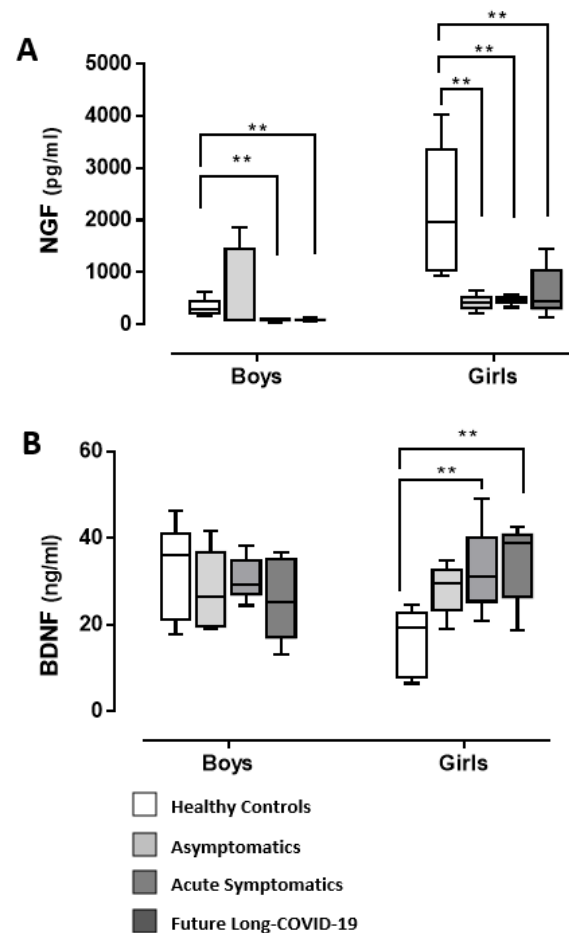 A
**
**
**
**
**
NGF (pg/ml)
5000
4000
3000
2000
1000
0
Boys
Girls
B
**
**
BDNF (ng/ml)
60
40
20
0
Boys
Girls
Healthy Controls
Asymptomatics
Acute Symptomatics
Future Long-COVID-19